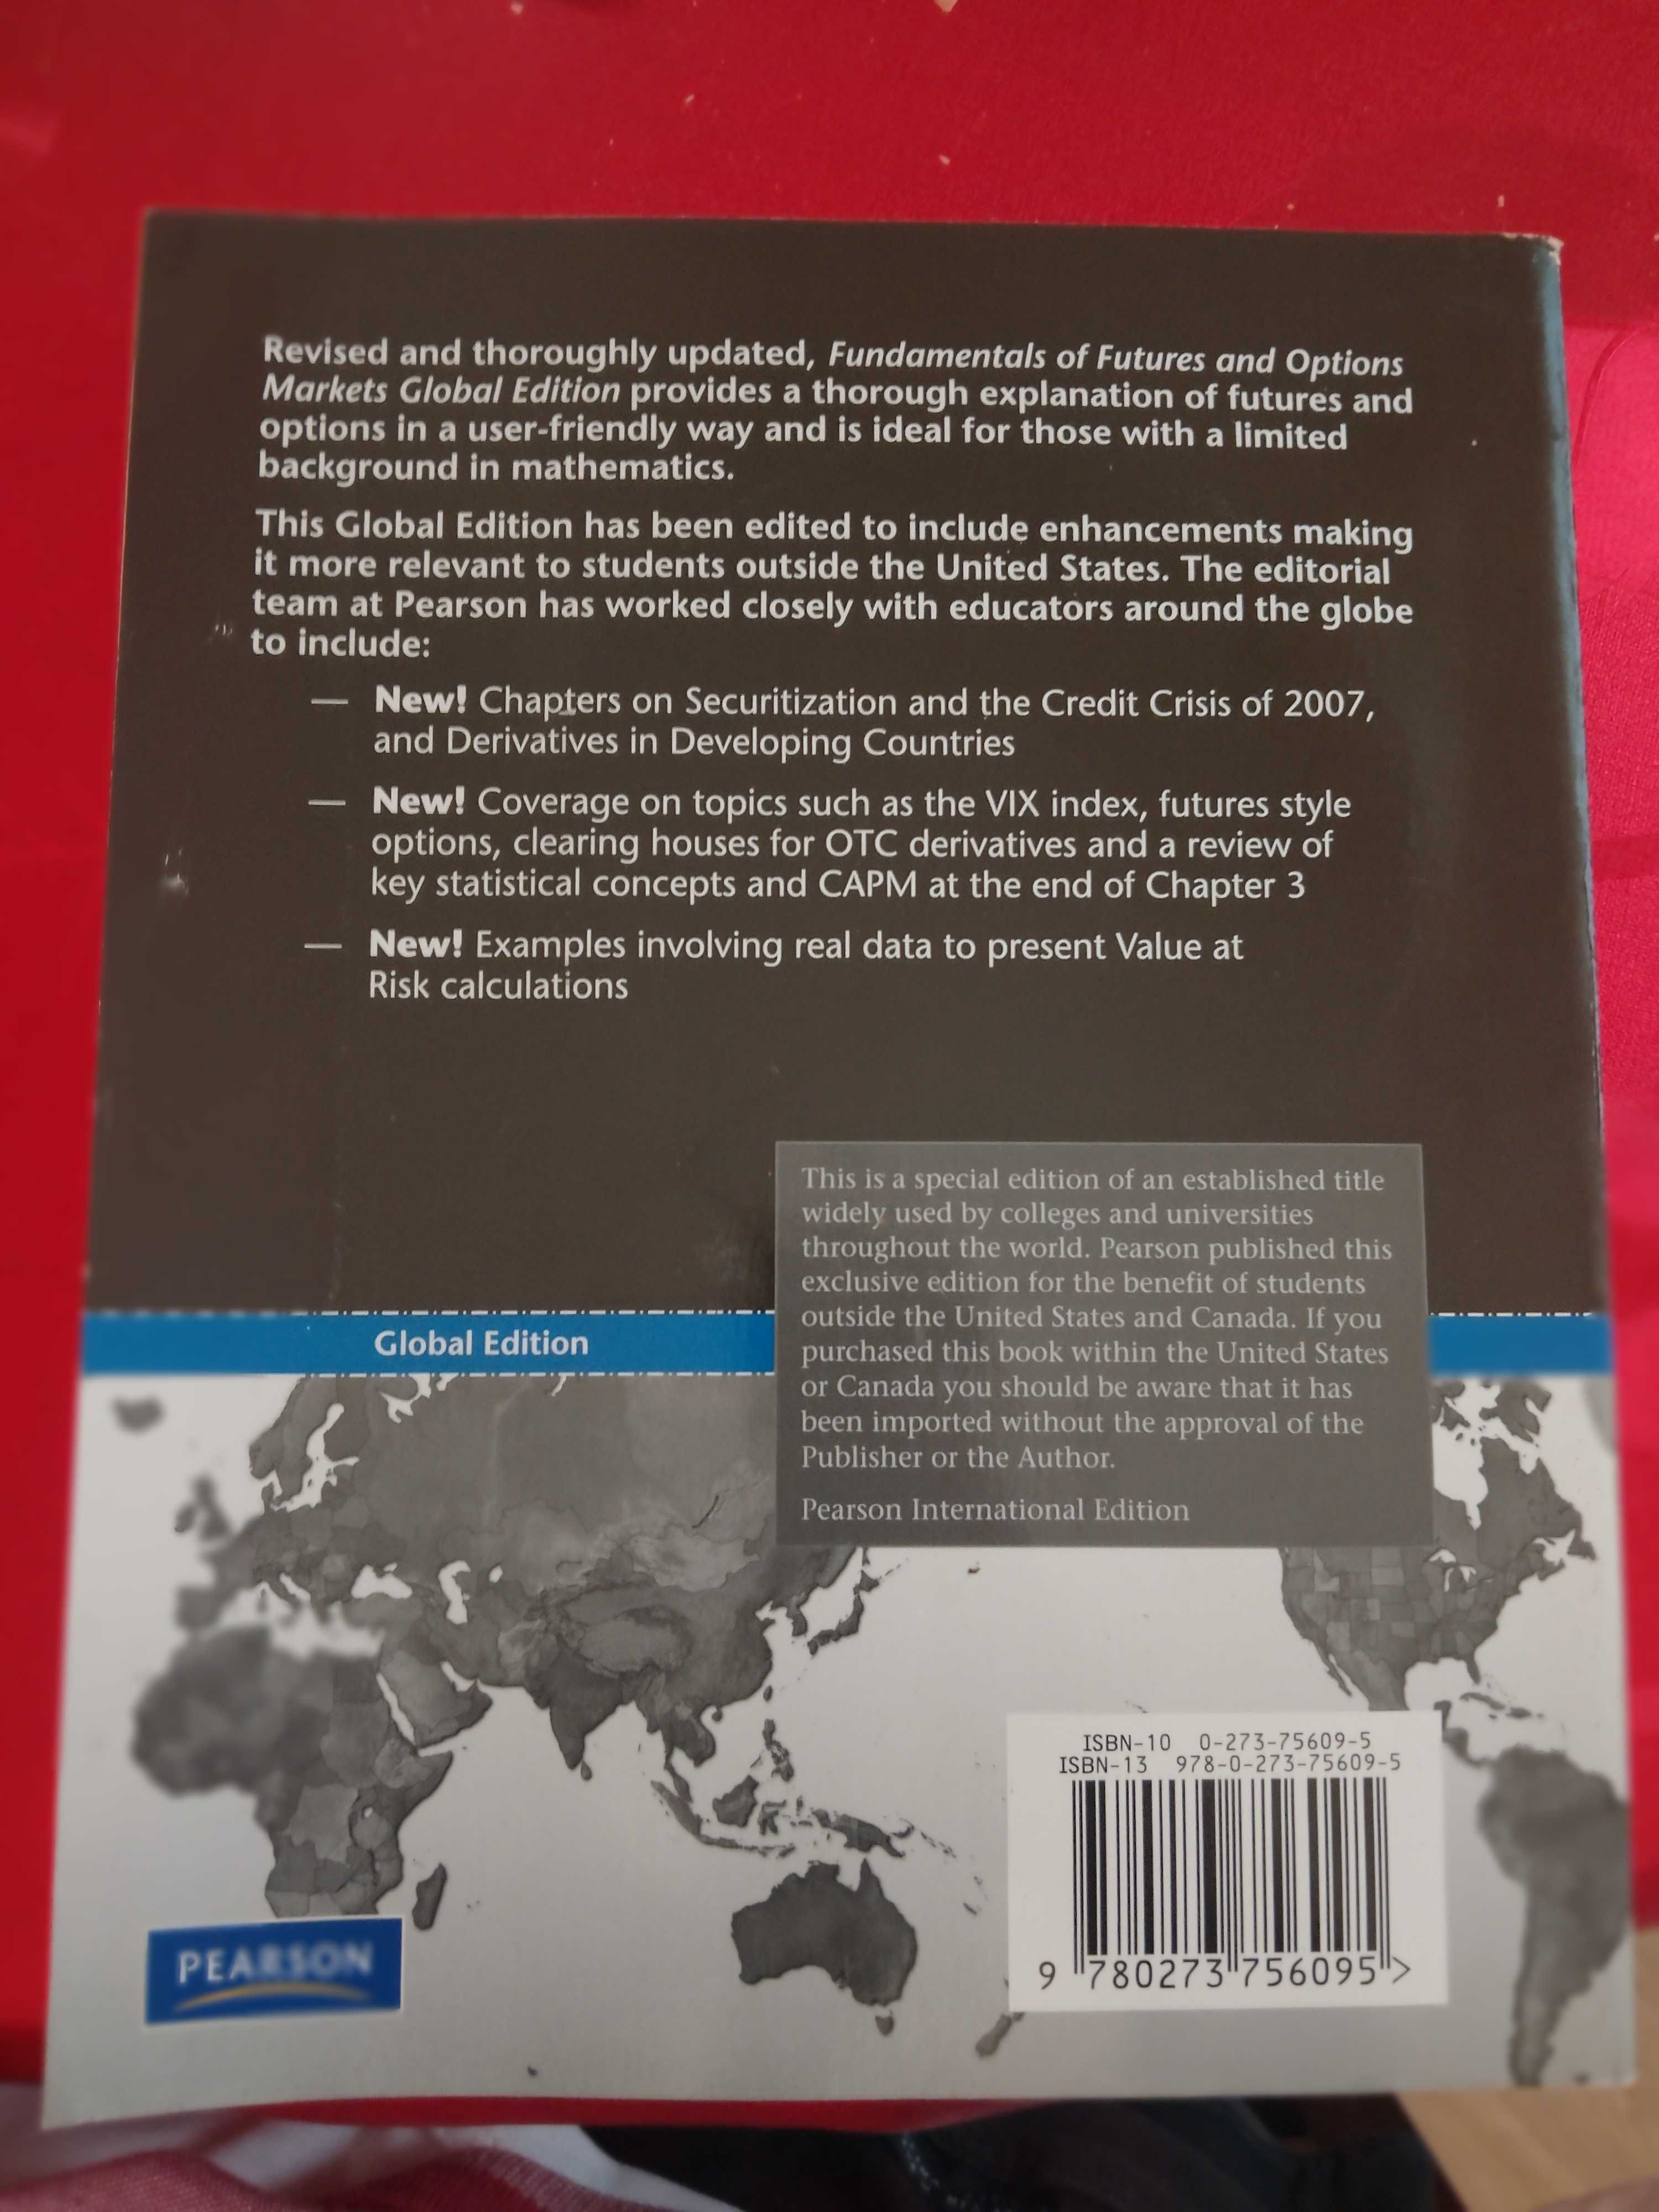 Revised and thoroughly updated, Fundamentals of Futures and Options
Markets Global Edition provides a thorough explanation of futures and
options in a user-friendly way and is ideal for those with a limited
background in mathematics.
This Global Edition has been edited to include enhancements making
it more relevant to students outside the United States. The editorial
team at Pearson has worked closely with educators around the globe
to include:
— New! Chapters on Securitization and the Credit Crisis of 2007,
and Derivatives in Developing Countries
— New! Coverage on topics such as the VIX index, futures style
options, clearing houses for OTC derivatives and a review of
key statistical concepts and CAPM at the end of Chapter 3
— New! Examples involving real data to present Value at
Risk calculations
This is a special edition of an established title
widely used by colleges and universities
throughout the world. Pearson published this
exclusive edition for the benefit of students
outside the United States and Canada. If you
purchased this book within the United States
or Canada you should be aware that it has
been imported without the approval of the
Publisher or the Author.
Pearson International Edition
Global Edition
ISBN-10 0-273-75609-5
ISBN-13 978-0-273-75609-5
9 780273 756095 >
PEARSON